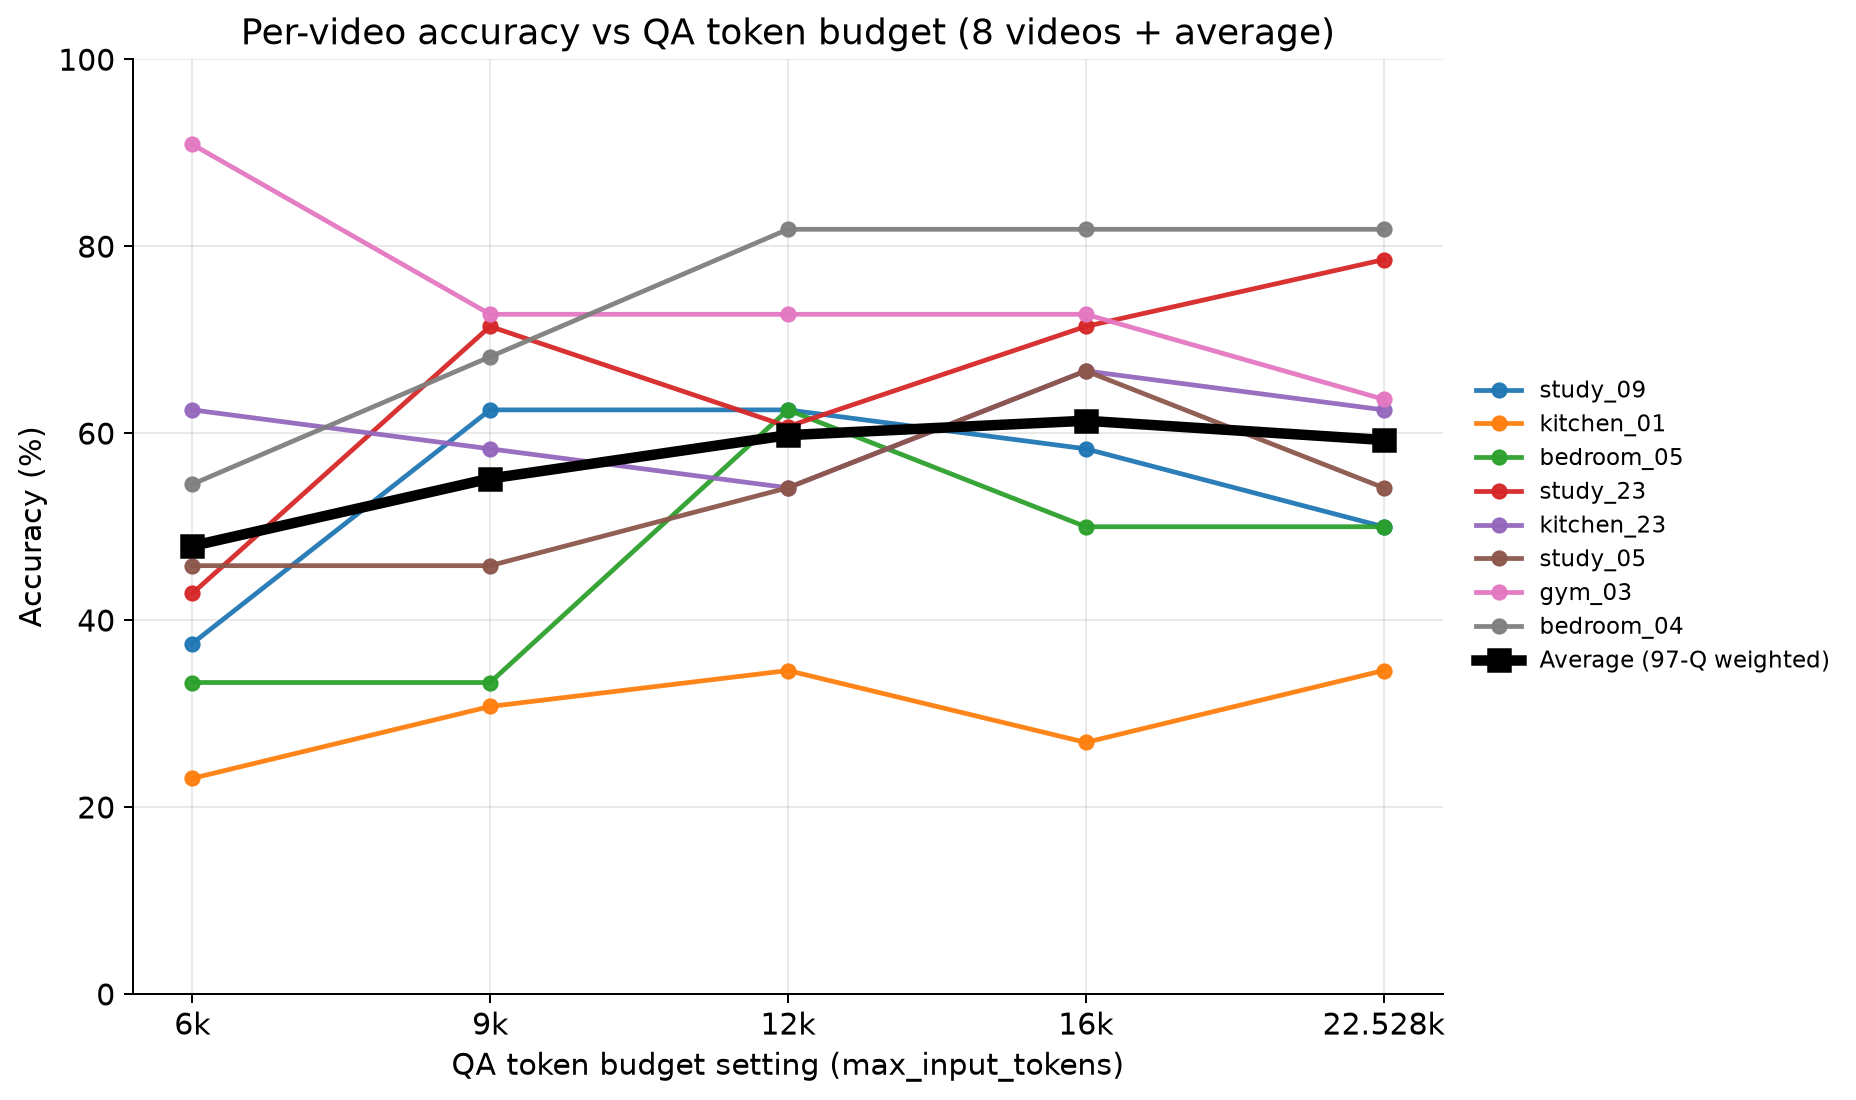 Per-video accuracy vs QA token budget (8 videos + average)
100
80
60
40
20
0
Accuracy (%)
6k 9k 12k 16k 22.528k
QA token budget setting (max_input_tokens)
study_09
kitchen_01
bedroom_05
study_23
kitchen_23
study_05
gym_03
bedroom_04
Average (97-Q weighted)